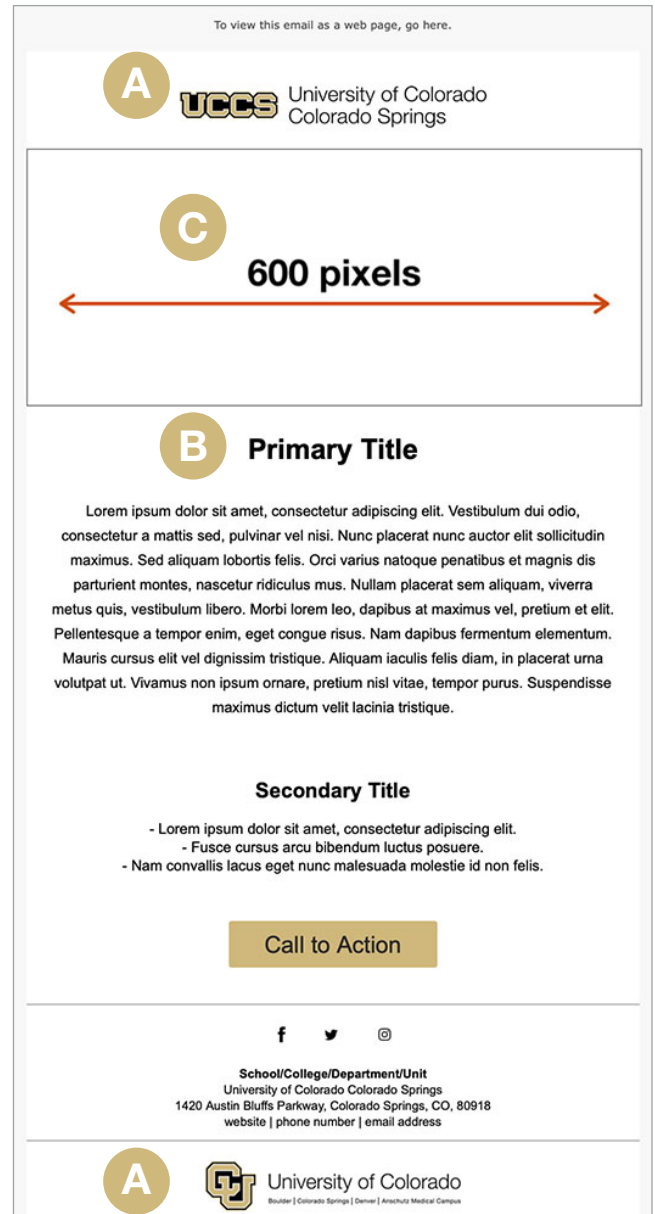 To view this email as a web page, go here.
A
UCCS University of Colorado
Colorado Springs
C
600 pixels
B
Primary Title
Lorem ipsum dolor sit amet, consectetur adipiscing elit. Vestibulum dui odio,
consectetur a mattis sed, pulvinar vel nisi. Nunc placerat nunc auctor elit sollicitudin
maximus. Sed aliquam lobortis felis. Orci varius natoque penatibus et magnis dis
parturient montes, nascetur ridiculus mus. Nullam placerat sem aliquam, viverra
metus quis, vestibulum libero. Morbi lorem leo, dapibus at maximus vel, pretium et elit.
Pellentesque a tempor enim, eget congue risus. Nam dapibus fermentum elementum.
Mauris cursus elit vel dignissim tristique. Aliquam iaculis felis diam, in placerat urna
volutpat ut. Vivamus non ipsum ornare, pretium nisl vitae, tempor purus. Suspendisse
maximus dictum velit lacinia tristique.
Secondary Title
- Lorem ipsum dolor sit amet, consectetur adipiscing elit.
- Fusce cursus arcu bibendum luctus posuere.
- Nam convallis lacus eget nunc malesuada molestie id non felis.
Call to Action
School/College/Department/Unit
University of Colorado Colorado Springs
1420 Austin Bluffs Parkway, Colorado Springs, CO, 80918
website | phone number | email address
A
CU University of Colorado
Boulder | Colorado Springs | Denver | Anschutz Medical Campus